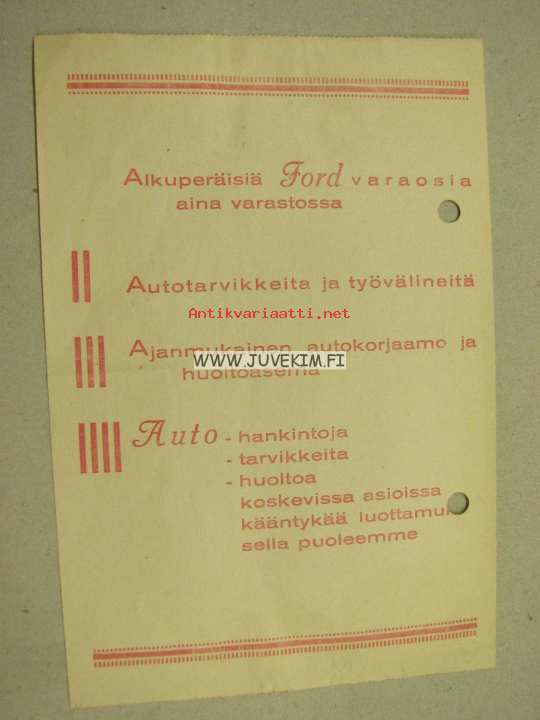 Alkuperäisiä Ford varaosia
aina varastossa
Autotarvikkeita ja työvälineitä
Antikvariaatti.net
Ajanmukainen autokorjaamo ja
WWW.JUVEKIM.FI
huoltoasema
Auto - hankintoja
- tarvikkeita
- huoltoa
koskevissa asioissa
kääntykää luottamuk
sella puoleemme